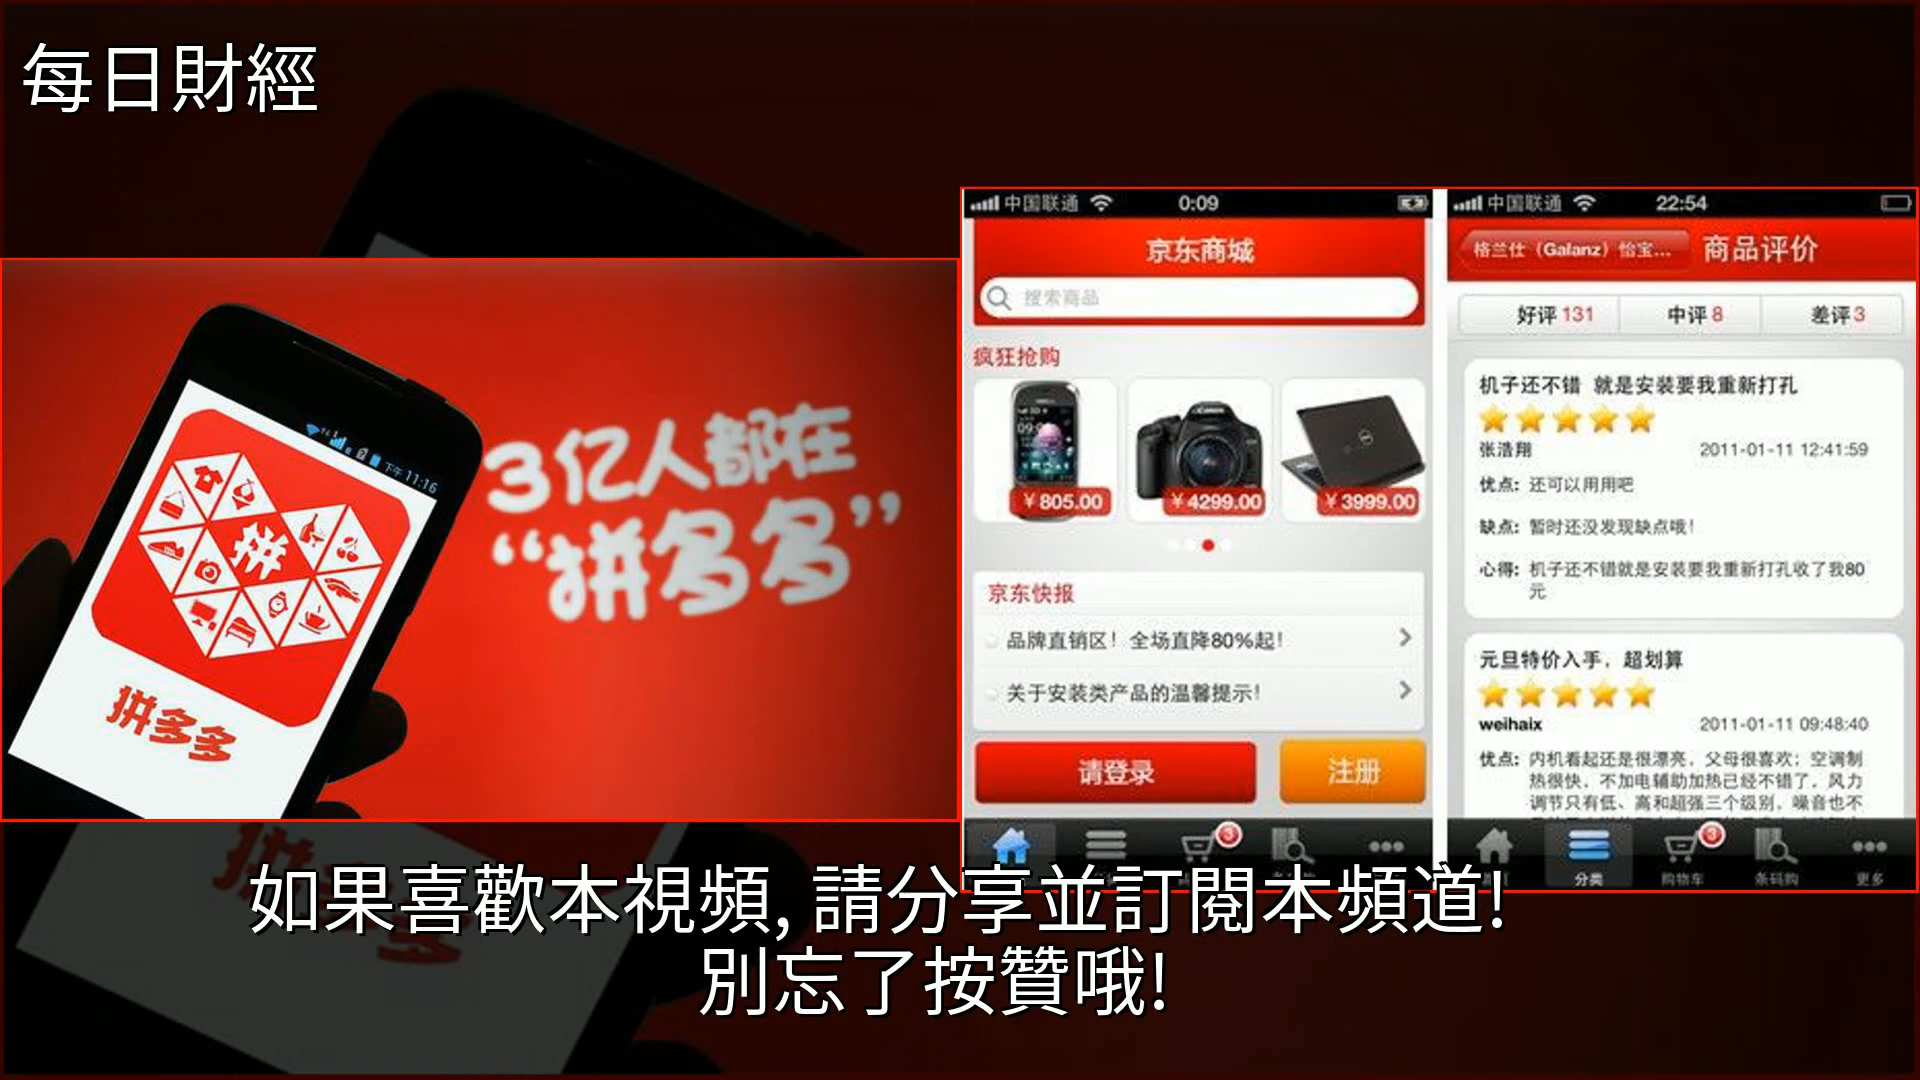 每日財經
下午 11:16
拼
拼多多
3亿人都在
“拼多多”
中国联通
0:09
京东商城
搜索商品
疯狂抢购
¥805.00
¥4299.00
¥3999.00
京东快报
品牌直销区！全场直降80%起！
关于安装类产品的温馨提示！
请登录
注册
3
中国联通
22:54
格兰仕（Galanz）怡宝...
商品评价
好评 131
中评 8
差评 3
机子还不错 就是安装要我重新打孔
张浩翔
2011-01-11 12:41:59
优点: 还可以用用吧
缺点: 暂时还没发现缺点哦！
心得: 机子还不错就是安装要我重新打孔收了我80
元
元旦特价入手，超划算
weihaix
2011-01-11 09:48:40
优点: 内机看起还是很漂亮，父母很喜欢；空调制
热很快，不加电辅助加热已经不错了，风力
调节只有低、高和超强三个级别，噪音也不
3
分类
购物车
条码购
更多
如果喜歡本視頻, 請分享並訂閱本頻道!
別忘了按贊哦!